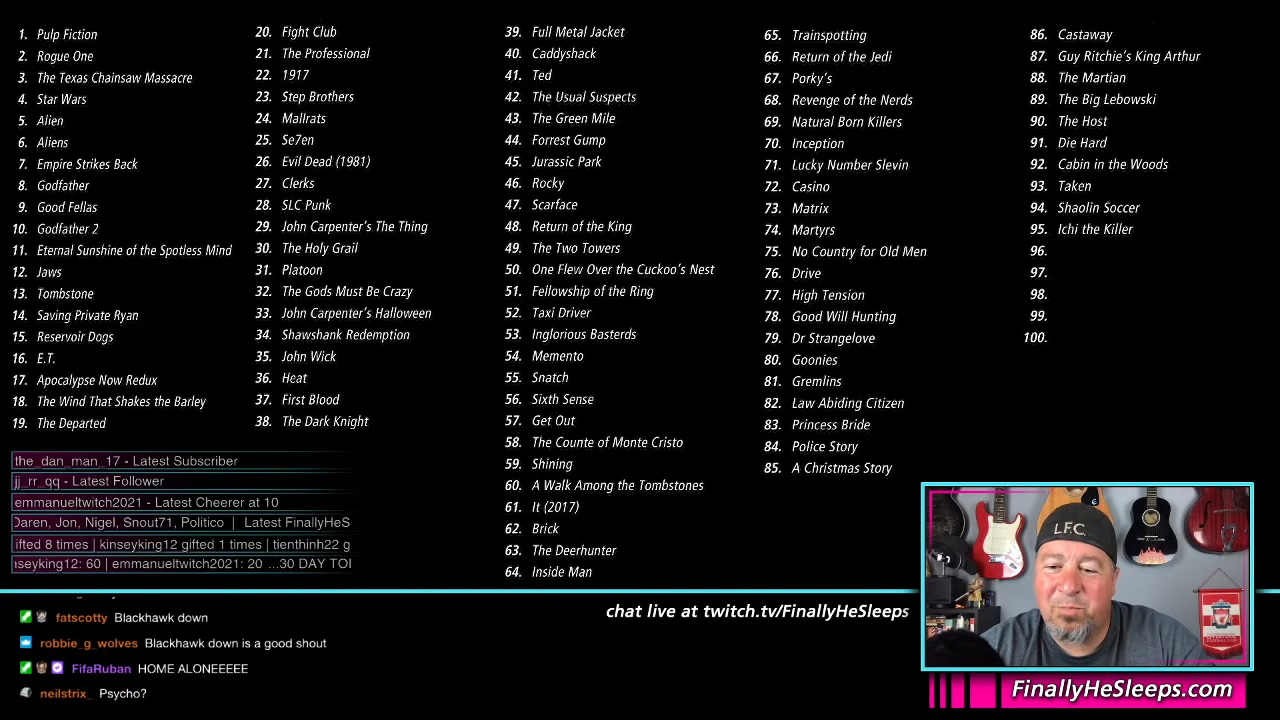 1. Pulp Fiction
2. Rogue One
3. The Texas Chainsaw Massacre
4. Star Wars
5. Alien
6. Aliens
7. Empire Strikes Back
8. Godfather
9. Good Fellas
10. Godfather 2
11. Eternal Sunshine of the Spotless Mind
12. Jaws
13. Tombstone
14. Saving Private Ryan
15. Reservoir Dogs
16. E.T.
17. Apocalypse Now Redux
18. The Wind That Shakes the Barley
19. The Departed
20. Fight Club
21. The Professional
22. 1917
23. Step Brothers
24. Mallrats
25. Se7en
26. Evil Dead (1981)
27. Clerks
28. SLC Punk
29. John Carpenter's The Thing
30. The Holy Grail
31. Platoon
32. The Gods Must Be Crazy
33. John Carpenter's Halloween
34. Shawshank Redemption
35. John Wick
36. Heat
37. First Blood
38. The Dark Knight
39. Full Metal Jacket
40. Caddyshack
41. Ted
42. The Usual Suspects
43. The Green Mile
44. Forrest Gump
45. Jurassic Park
46. Rocky
47. Scarface
48. Return of the King
49. The Two Towers
50. One Flew Over the Cuckoo's Nest
51. Fellowship of the Ring
52. Taxi Driver
53. Inglorious Basterds
54. Memento
55. Snatch
56. Sixth Sense
57. Get Out
58. The Counte of Monte Cristo
59. Shining
60. A Walk Among the Tombstones
61. It (2017)
62. Brick
63. The Deerhunter
64. Inside Man
65. Trainspotting
66. Return of the Jedi
67. Porky's
68. Revenge of the Nerds
69. Natural Born Killers
70. Inception
71. Lucky Number Slevin
72. Casino
73. Matrix
74. Martyrs
75. No Country for Old Men
76. Drive
77. High Tension
78. Good Will Hunting
79. Dr Strangelove
80. Goonies
81. Gremlins
82. Law Abiding Citizen
83. Princess Bride
84. Police Story
85. A Christmas Story
86. Castaway
87. Guy Ritchie's King Arthur
88. The Martian
89. The Big Lebowski
90. The Host
91. Die Hard
92. Cabin in the Woods
93. Taken
94. Shaolin Soccer
95. Ichi the Killer
96.
97.
98.
99.
100.
the_dan_man_17 - Latest Subscriber
jj_rr_qq - Latest Follower
emmanueltwitch2021 - Latest Cheerer at 10
Daren, Jon, Nigel, Snout71, Politico | Latest FinallyHeS
ifted 8 times | kinseyking12 gifted 1 times | tienthinh22 g
seyking12: 60 | emmanueltwitch2021: 20 ...30 DAY TOI
fatscotty Blackhawk down
robbie_g_wolves Blackhawk down is a good shout
FifaRuban HOME ALONEEEEE
neilstrix_ Psycho?
chat live at twitch.tv/FinallyHeSleeps
L.F.C.
FinallyHeSleeps.com